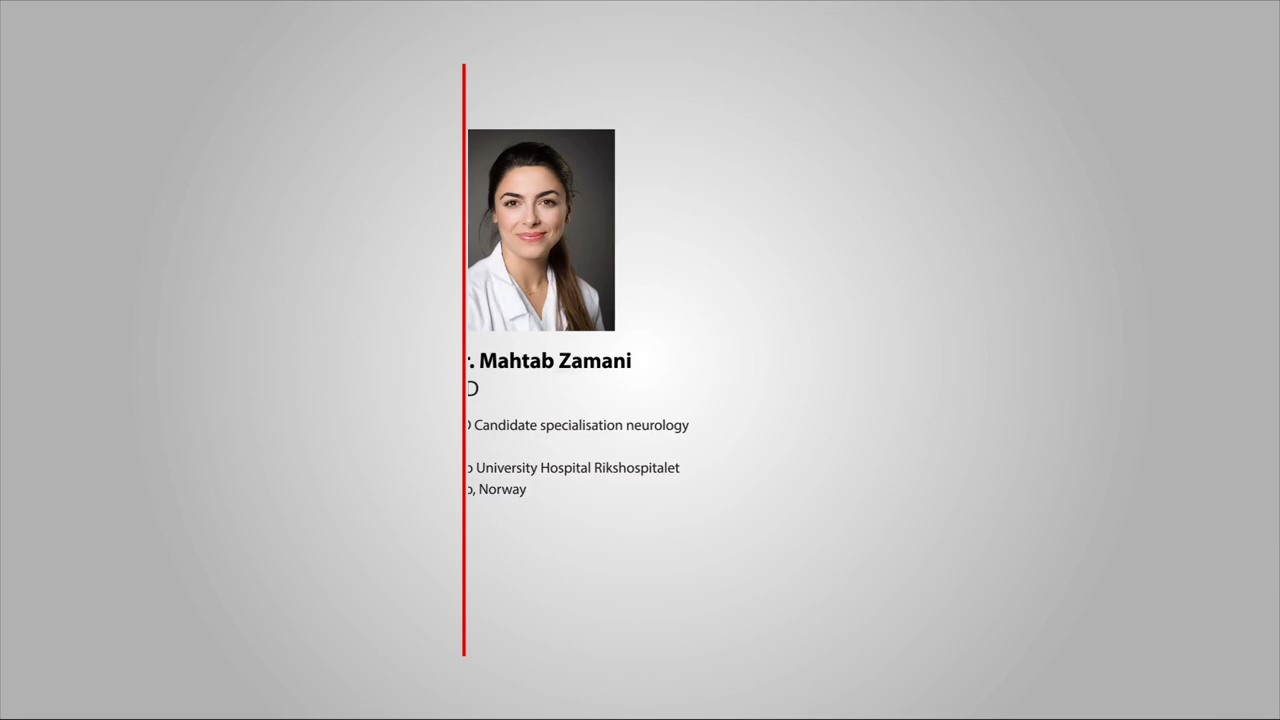 r. Mahtab Zamani
D
Candidate specialisation neurology
University Hospital Rikshospitalet
, Norway